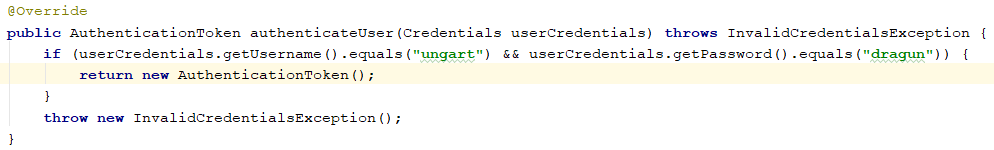 @Override
public AuthenticationToken authenticateUser(Credentials userCredentials) throws InvalidCredentialsException {
    if (userCredentials.getUsername().equals("ungart") && userCredentials.getPassword().equals("dragun")) {
        return new AuthenticationToken();
    }
    throw new InvalidCredentialsException();
}